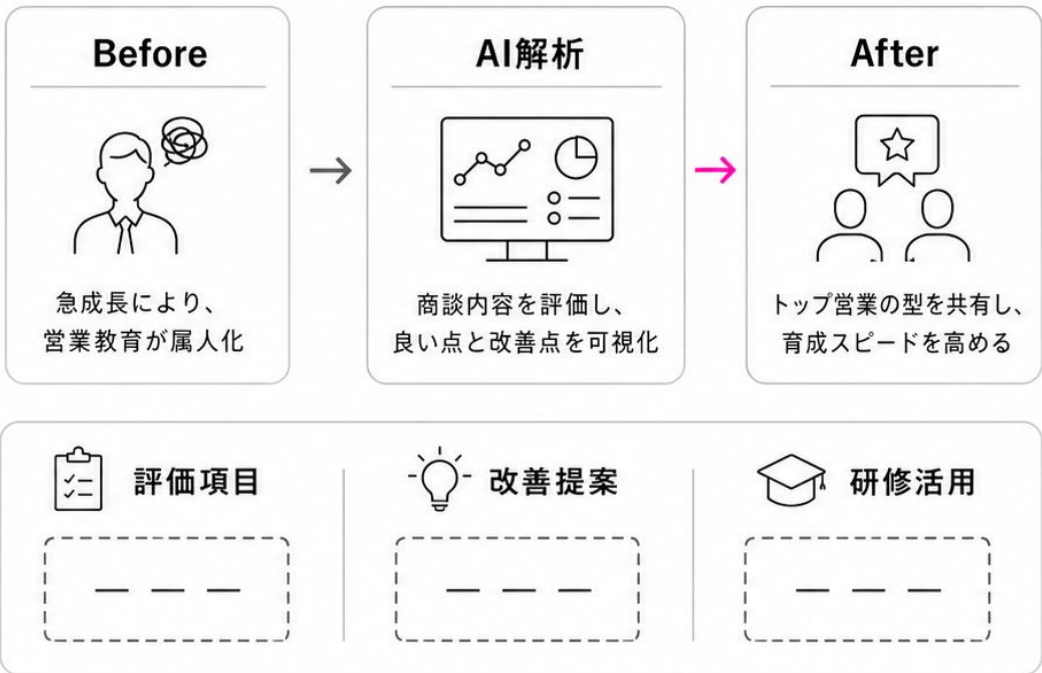 Before
急成長により、
営業教育が属人化
AI解析
商談内容を評価し、
良い点と改善点を可視化
After
トップ営業の型を共有し、
育成スピードを高める
評価項目
— — —
改善提案
— — —
研修活用
— — —